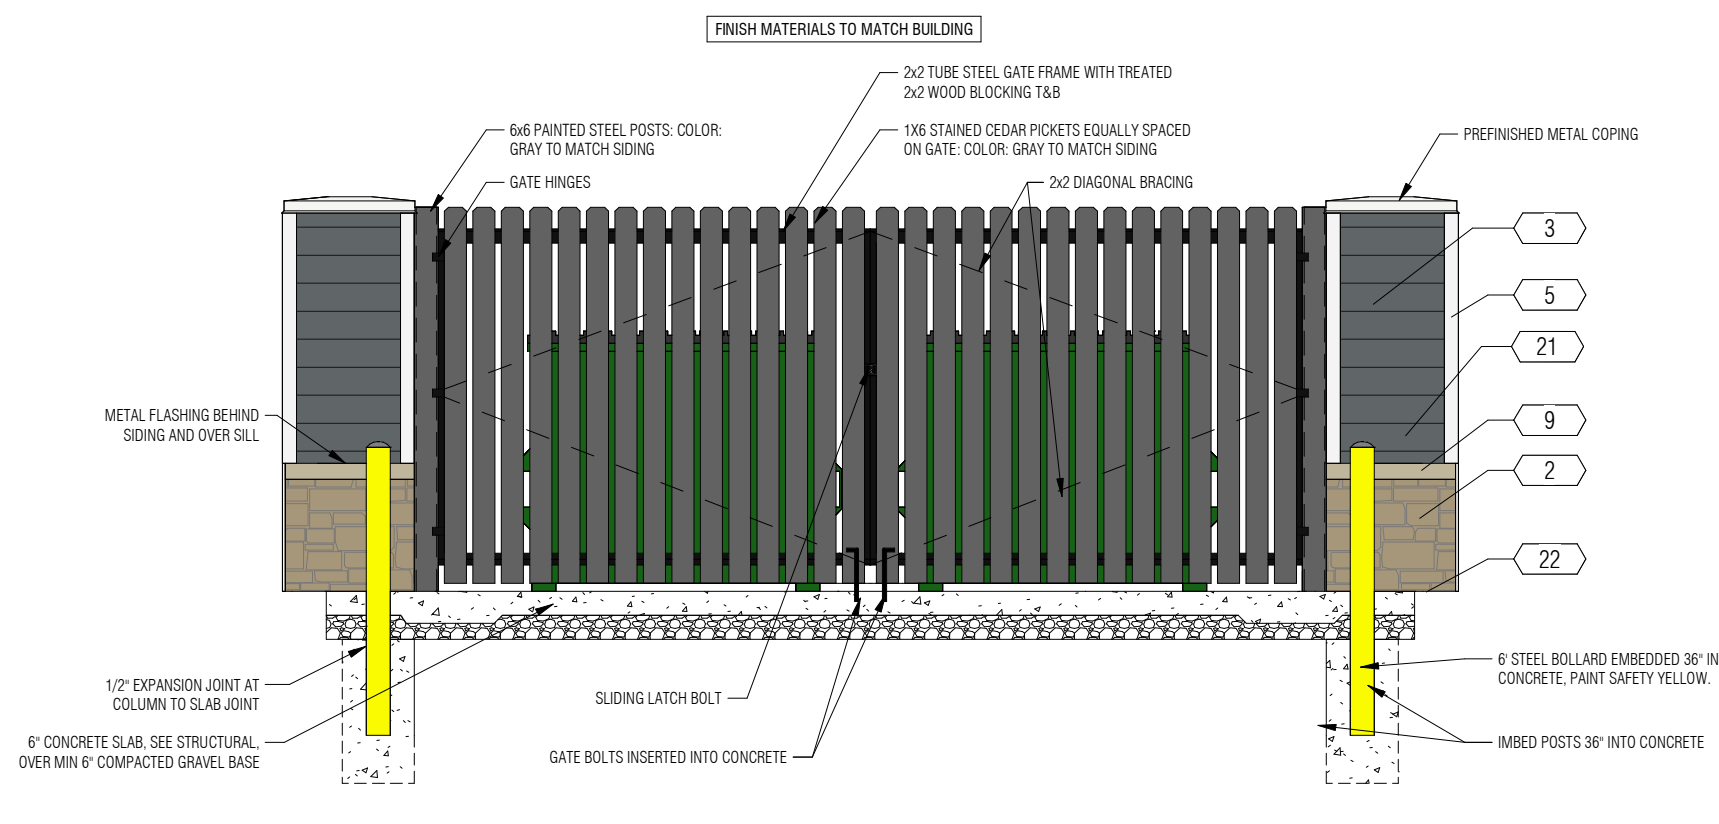 FINISH MATERIALS TO MATCH BUILDING
2x2 TUBE STEEL GATE FRAME WITH TREATED
2x2 WOOD BLOCKING T&B
6x6 PAINTED STEEL POSTS: COLOR:
GRAY TO MATCH SIDING
1X6 STAINED CEDAR PICKETS EQUALLY SPACED
ON GATE: COLOR: GRAY TO MATCH SIDING
PREFINISHED METAL COPING
GATE HINGES
2x2 DIAGONAL BRACING
3
5
21
METAL FLASHING BEHIND
SIDING AND OVER SILL
9
2
22
1/2" EXPANSION JOINT AT
COLUMN TO SLAB JOINT
SLIDING LATCH BOLT
6' STEEL BOLLARD EMBEDDED 36" IN
CONCRETE, PAINT SAFETY YELLOW.
6" CONCRETE SLAB, SEE STRUCTURAL,
OVER MIN 6" COMPACTED GRAVEL BASE
GATE BOLTS INSERTED INTO CONCRETE
IMBED POSTS 36" INTO CONCRETE